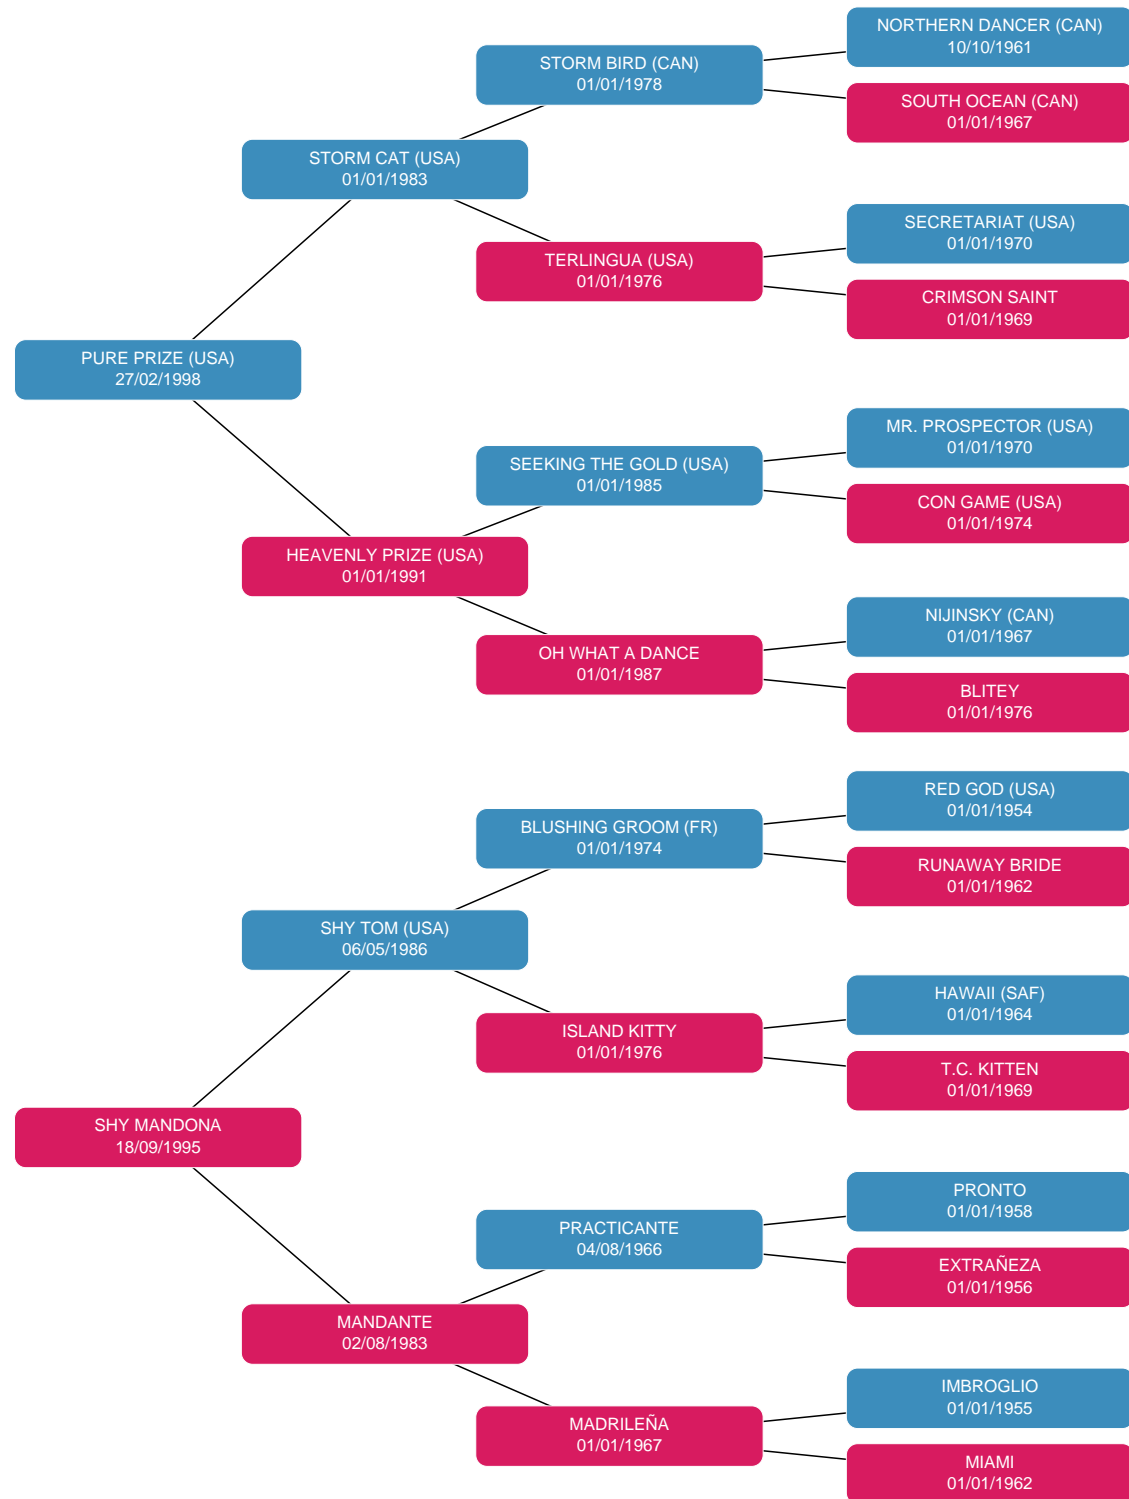 NORTHERN DANCER (CAN)
10/10/1961
STORM BIRD (CAN)
01/01/1978
SOUTH OCEAN (CAN)
01/01/1967
STORM CAT (USA)
01/01/1983
SECRETARIAT (USA)
01/01/1970
TERLINGUA (USA)
01/01/1976
CRIMSON SAINT
01/01/1969
PURE PRIZE (USA)
27/02/1998
MR. PROSPECTOR (USA)
01/01/1970
SEEKING THE GOLD (USA)
01/01/1985
CON GAME (USA)
01/01/1974
HEAVENLY PRIZE (USA)
01/01/1991
NIJINSKY (CAN)
01/01/1967
OH WHAT A DANCE
01/01/1987
BLITEY
01/01/1976
RED GOD (USA)
01/01/1954
BLUSHING GROOM (FR)
01/01/1974
RUNAWAY BRIDE
01/01/1962
SHY TOM (USA)
06/05/1986
HAWAII (SAF)
01/01/1964
ISLAND KITTY
01/01/1976
T.C. KITTEN
01/01/1969
SHY MANDONA
18/09/1995
PRONTO
01/01/1958
PRACTICANTE
04/08/1966
EXTRAÑEZA
01/01/1956
MANDANTE
02/08/1983
IMBROGLIO
01/01/1955
MADRILEÑA
01/01/1967
MIAMI
01/01/1962